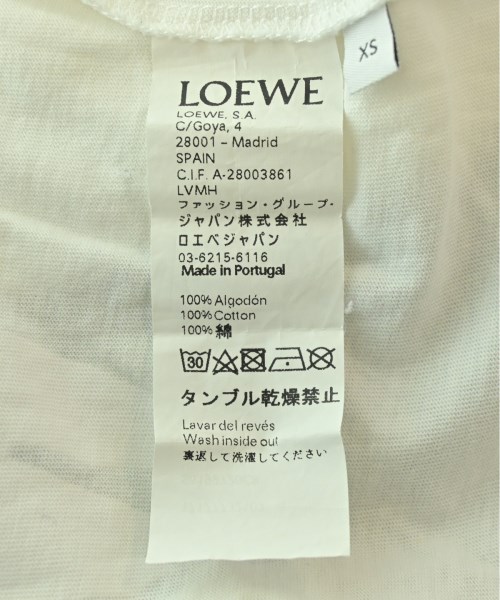 XS
LOEWE
LOEWE, S.A.
C/Goya, 4
28001 – Madrid
SPAIN
C.I.F. A-28003861
LVMH
ファッション・グループ・
ジャパン株式会社
ロエベジャパン
03-6215-6116
Made in Portugal
100% Algodón
100% Cotton
100% 綿
30
タンブル乾燥禁止
Lavar del revés
Wash inside out
裏返して洗濯してください